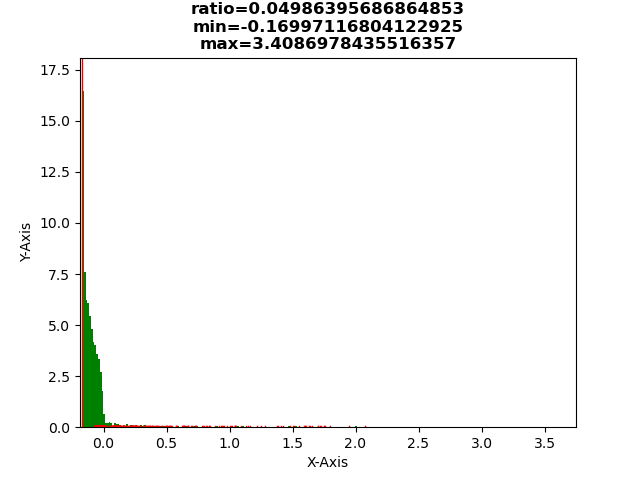 ratio=0.04986395686864853
min=-0.16997116804122925
max=3.4086978435516357
17.5
15.0
12.5
10.0
7.5
5.0
2.5
0.0
Y-Axis
0.0 0.5 1.0 1.5 2.0 2.5 3.0 3.5
X-Axis